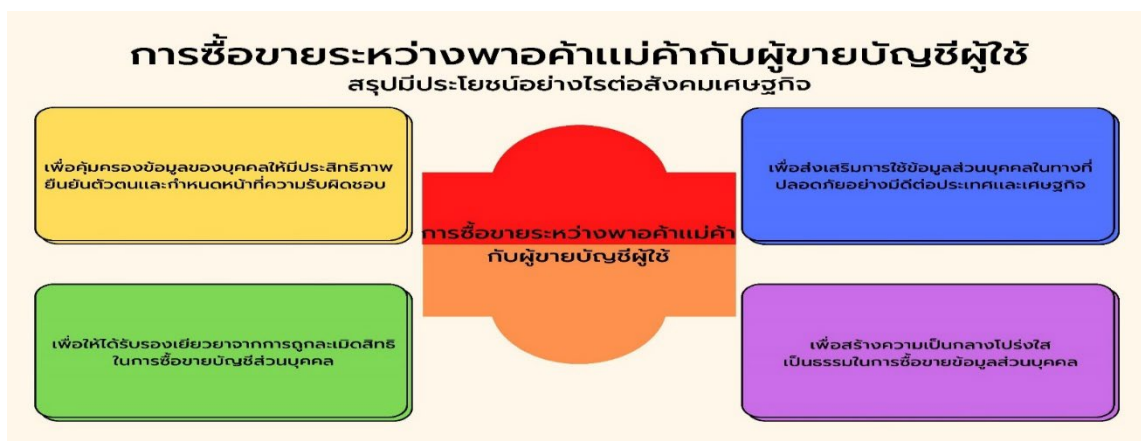 การซื้อขายระหว่างพาอค้าแม่ค้ากับผู้ขายบัญชีผู้ใช้
สรุปมีประโยชน์อย่างไรต่อสังคมเศษฐกิจ
เพื่อคุ้มครองข้อมูลของบุคคลให้มีประสิทธิภาพ
ยืนยันตัวตนและกำหนดหน้าที่ความรับผิดชอบ
เพื่อส่งเสริมการใช้ข้อมูลส่วนบุคคลในทางที่
ปลอดภัยอย่างมีดีต่อประเทศและเศษฐกิจ
การซื้อขายระหว่างพาอค้าแม่ค้า
กับผู้ขายบัญชีผู้ใช้
เพื่อให้ได้รับรองเยียวยาจากการถูกละเมิดสิทธิ
ในการซื้อขายบัญชีส่วนบุคคล
เพื่อสร้างความเป็นกลางโปร่งใส
เป็นธรรมในการซื้อขายข้อมูลส่วนบุคคล